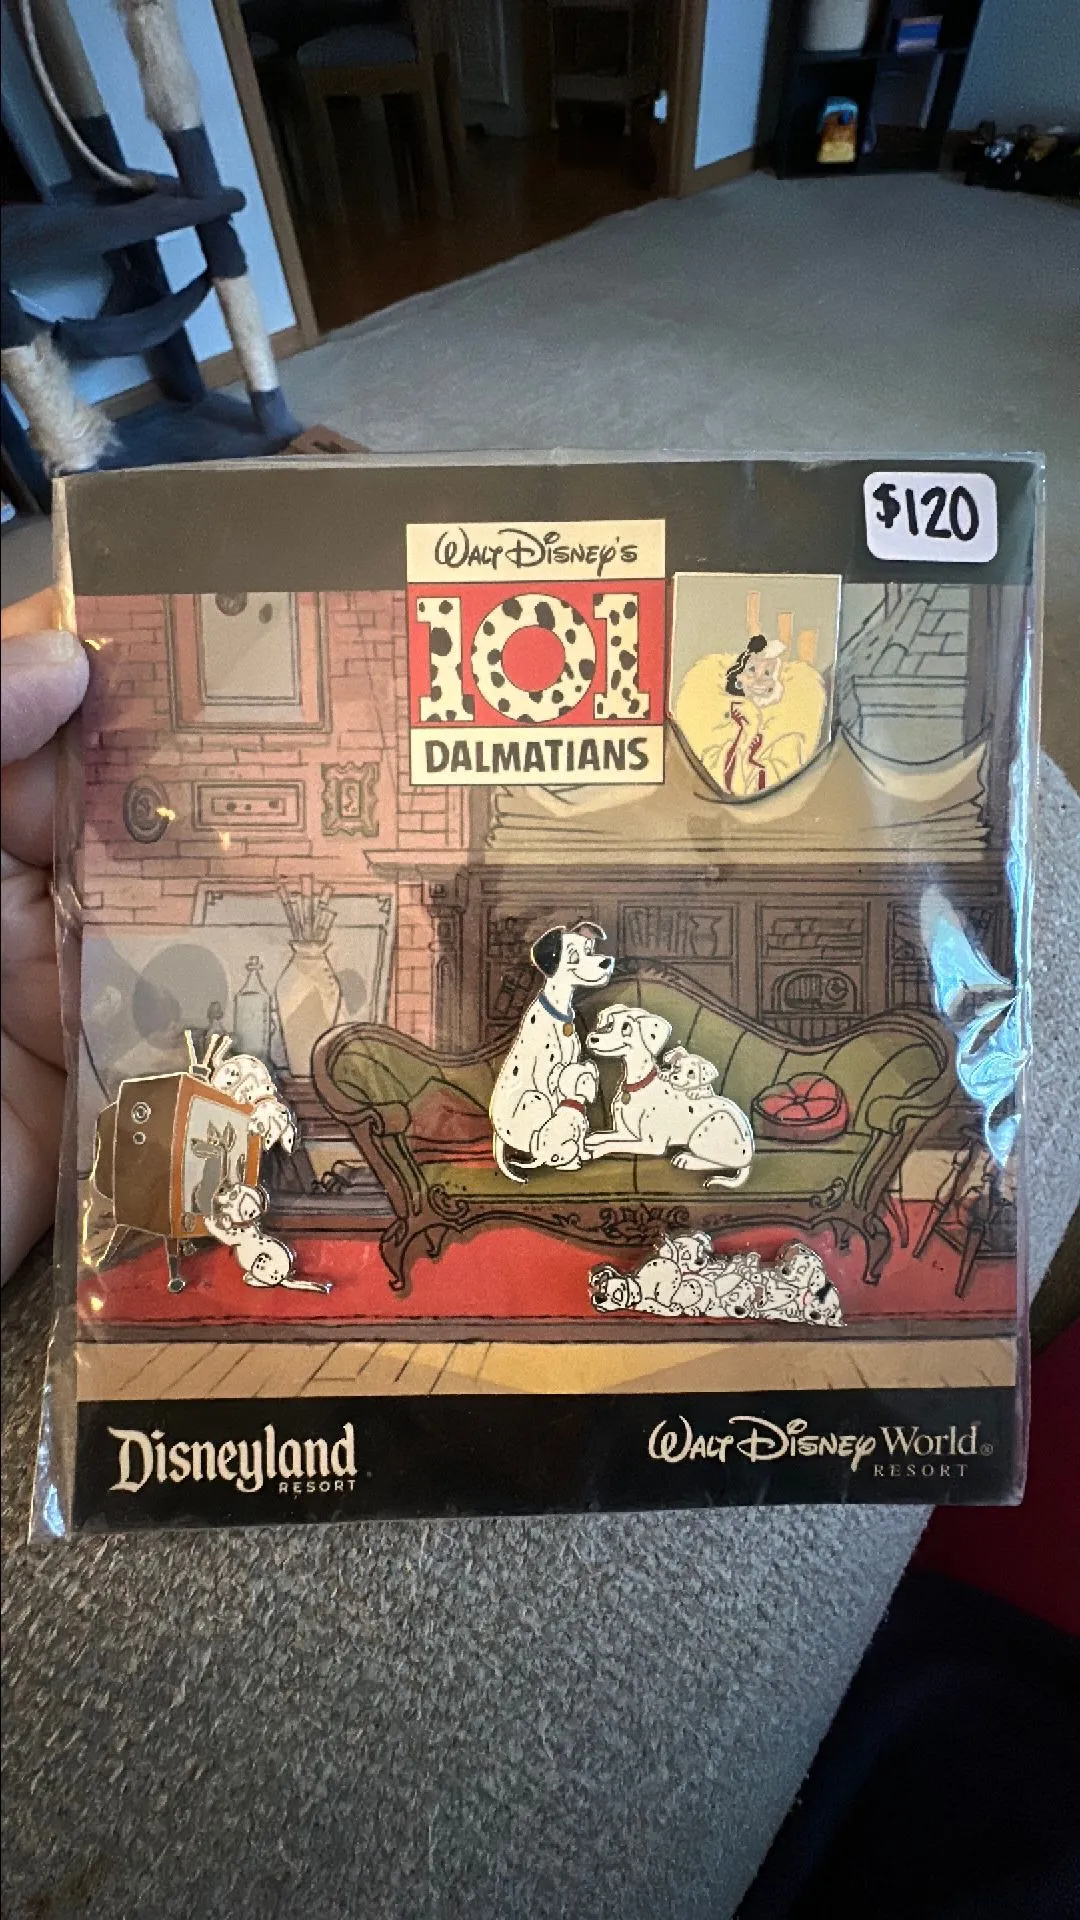 $120
WALT DISNEY'S
101
DALMATIANS
Disneyland
RESORT
WALT DISNEY World®
RESORT